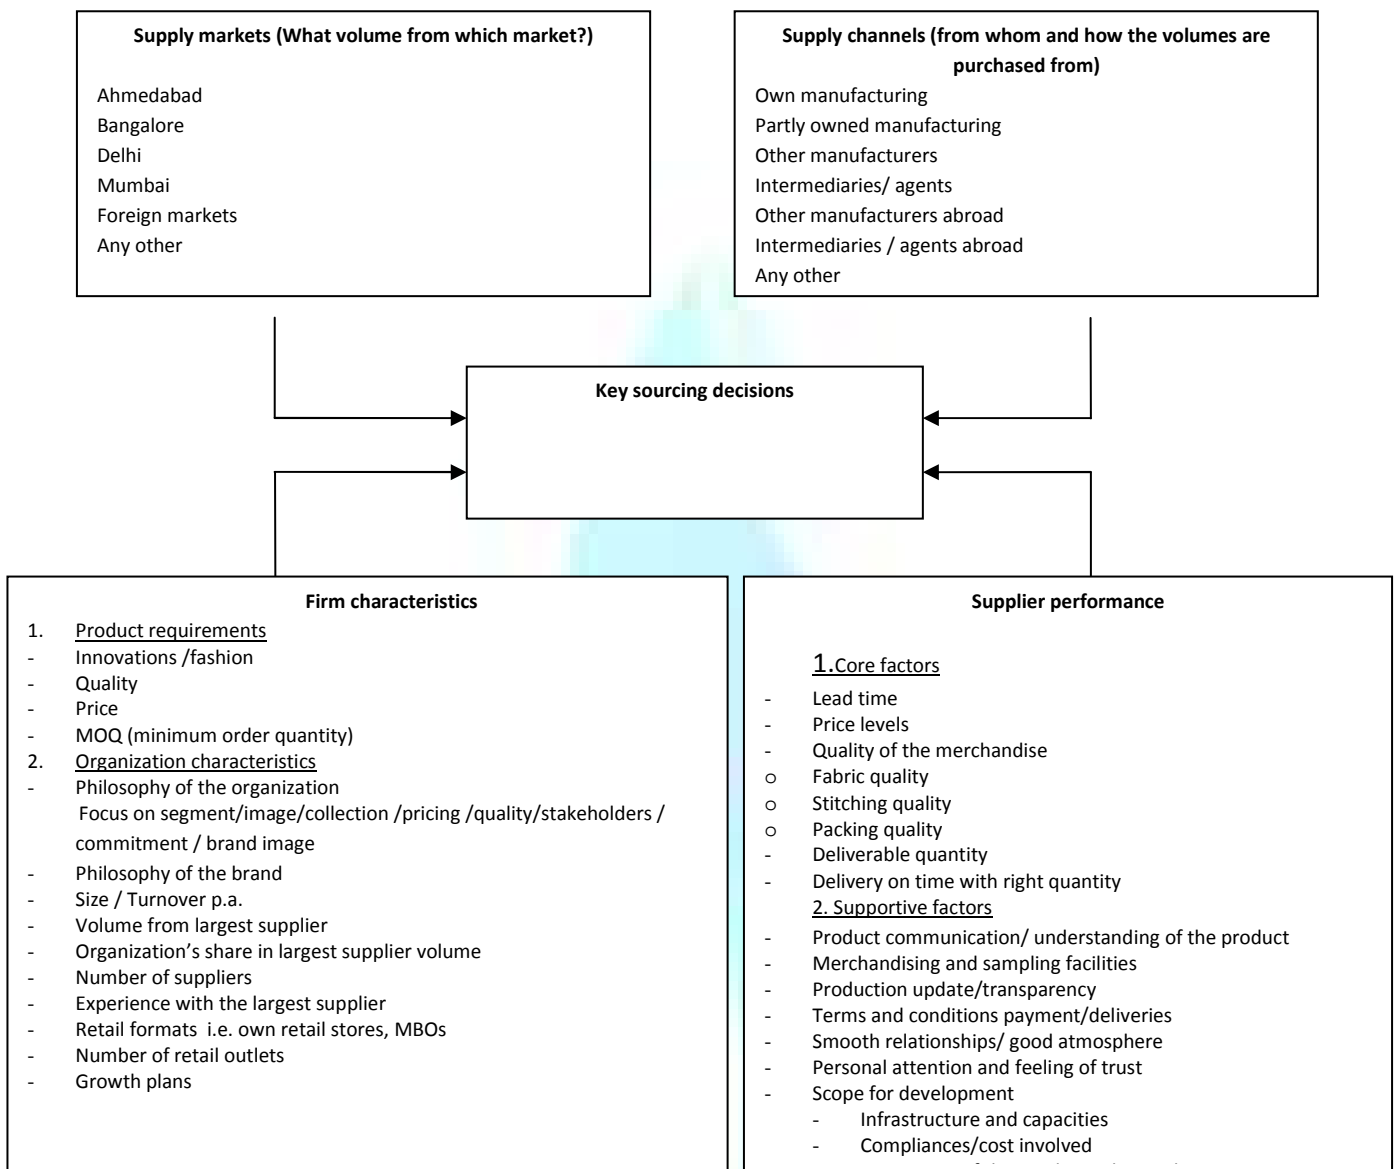 Supply markets (What volume from which market?)
Ahmedabad
Bangalore
Delhi
Mumbai
Foreign markets
Any other
Supply channels (from whom and how the volumes are
purchased from)
Own manufacturing
Partly owned manufacturing
Other manufacturers
Intermediaries/ agents
Other manufacturers abroad
Intermediaries / agents abroad
Any other
Key sourcing decisions
Firm characteristics
1. Product requirements
- Innovations /fashion
- Quality
- Price
- MOQ (minimum order quantity)
2. Organization characteristics
- Philosophy of the organization
Focus on segment/image/collection /pricing /quality/stakeholders /
commitment / brand image
- Philosophy of the brand
- Size / Turnover p.a.
- Volume from largest supplier
- Organization's share in largest supplier volume
- Number of suppliers
- Experience with the largest supplier
- Retail formats i.e. own retail stores, MBOs
- Number of retail outlets
- Growth plans
Supplier performance
1.Core factors
- Lead time
- Price levels
- Quality of the merchandise
o Fabric quality
o Stitching quality
o Packing quality
- Deliverable quantity
- Delivery on time with right quantity
2. Supportive factors
- Product communication/ understanding of the product
- Merchandising and sampling facilities
- Production update/transparency
- Terms and conditions payment/deliveries
- Smooth relationships/ good atmosphere
- Personal attention and feeling of trust
- Scope for development
- Infrastructure and capacities
- Compliances/cost involved